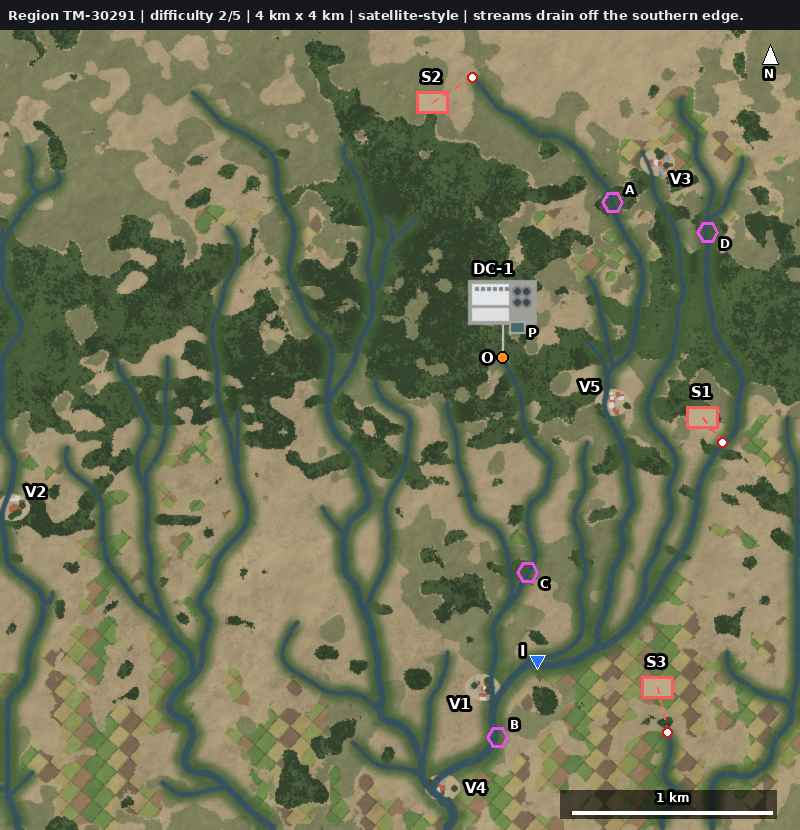 Region TM-30291 | difficulty 2/5 | 4 km x 4 km | satellite-style | streams drain off the southern edge.
N
S2
V3
A
D
DC-1
P
O
V5
S1
V2
C
I
S3
V1
B
V4
1 km